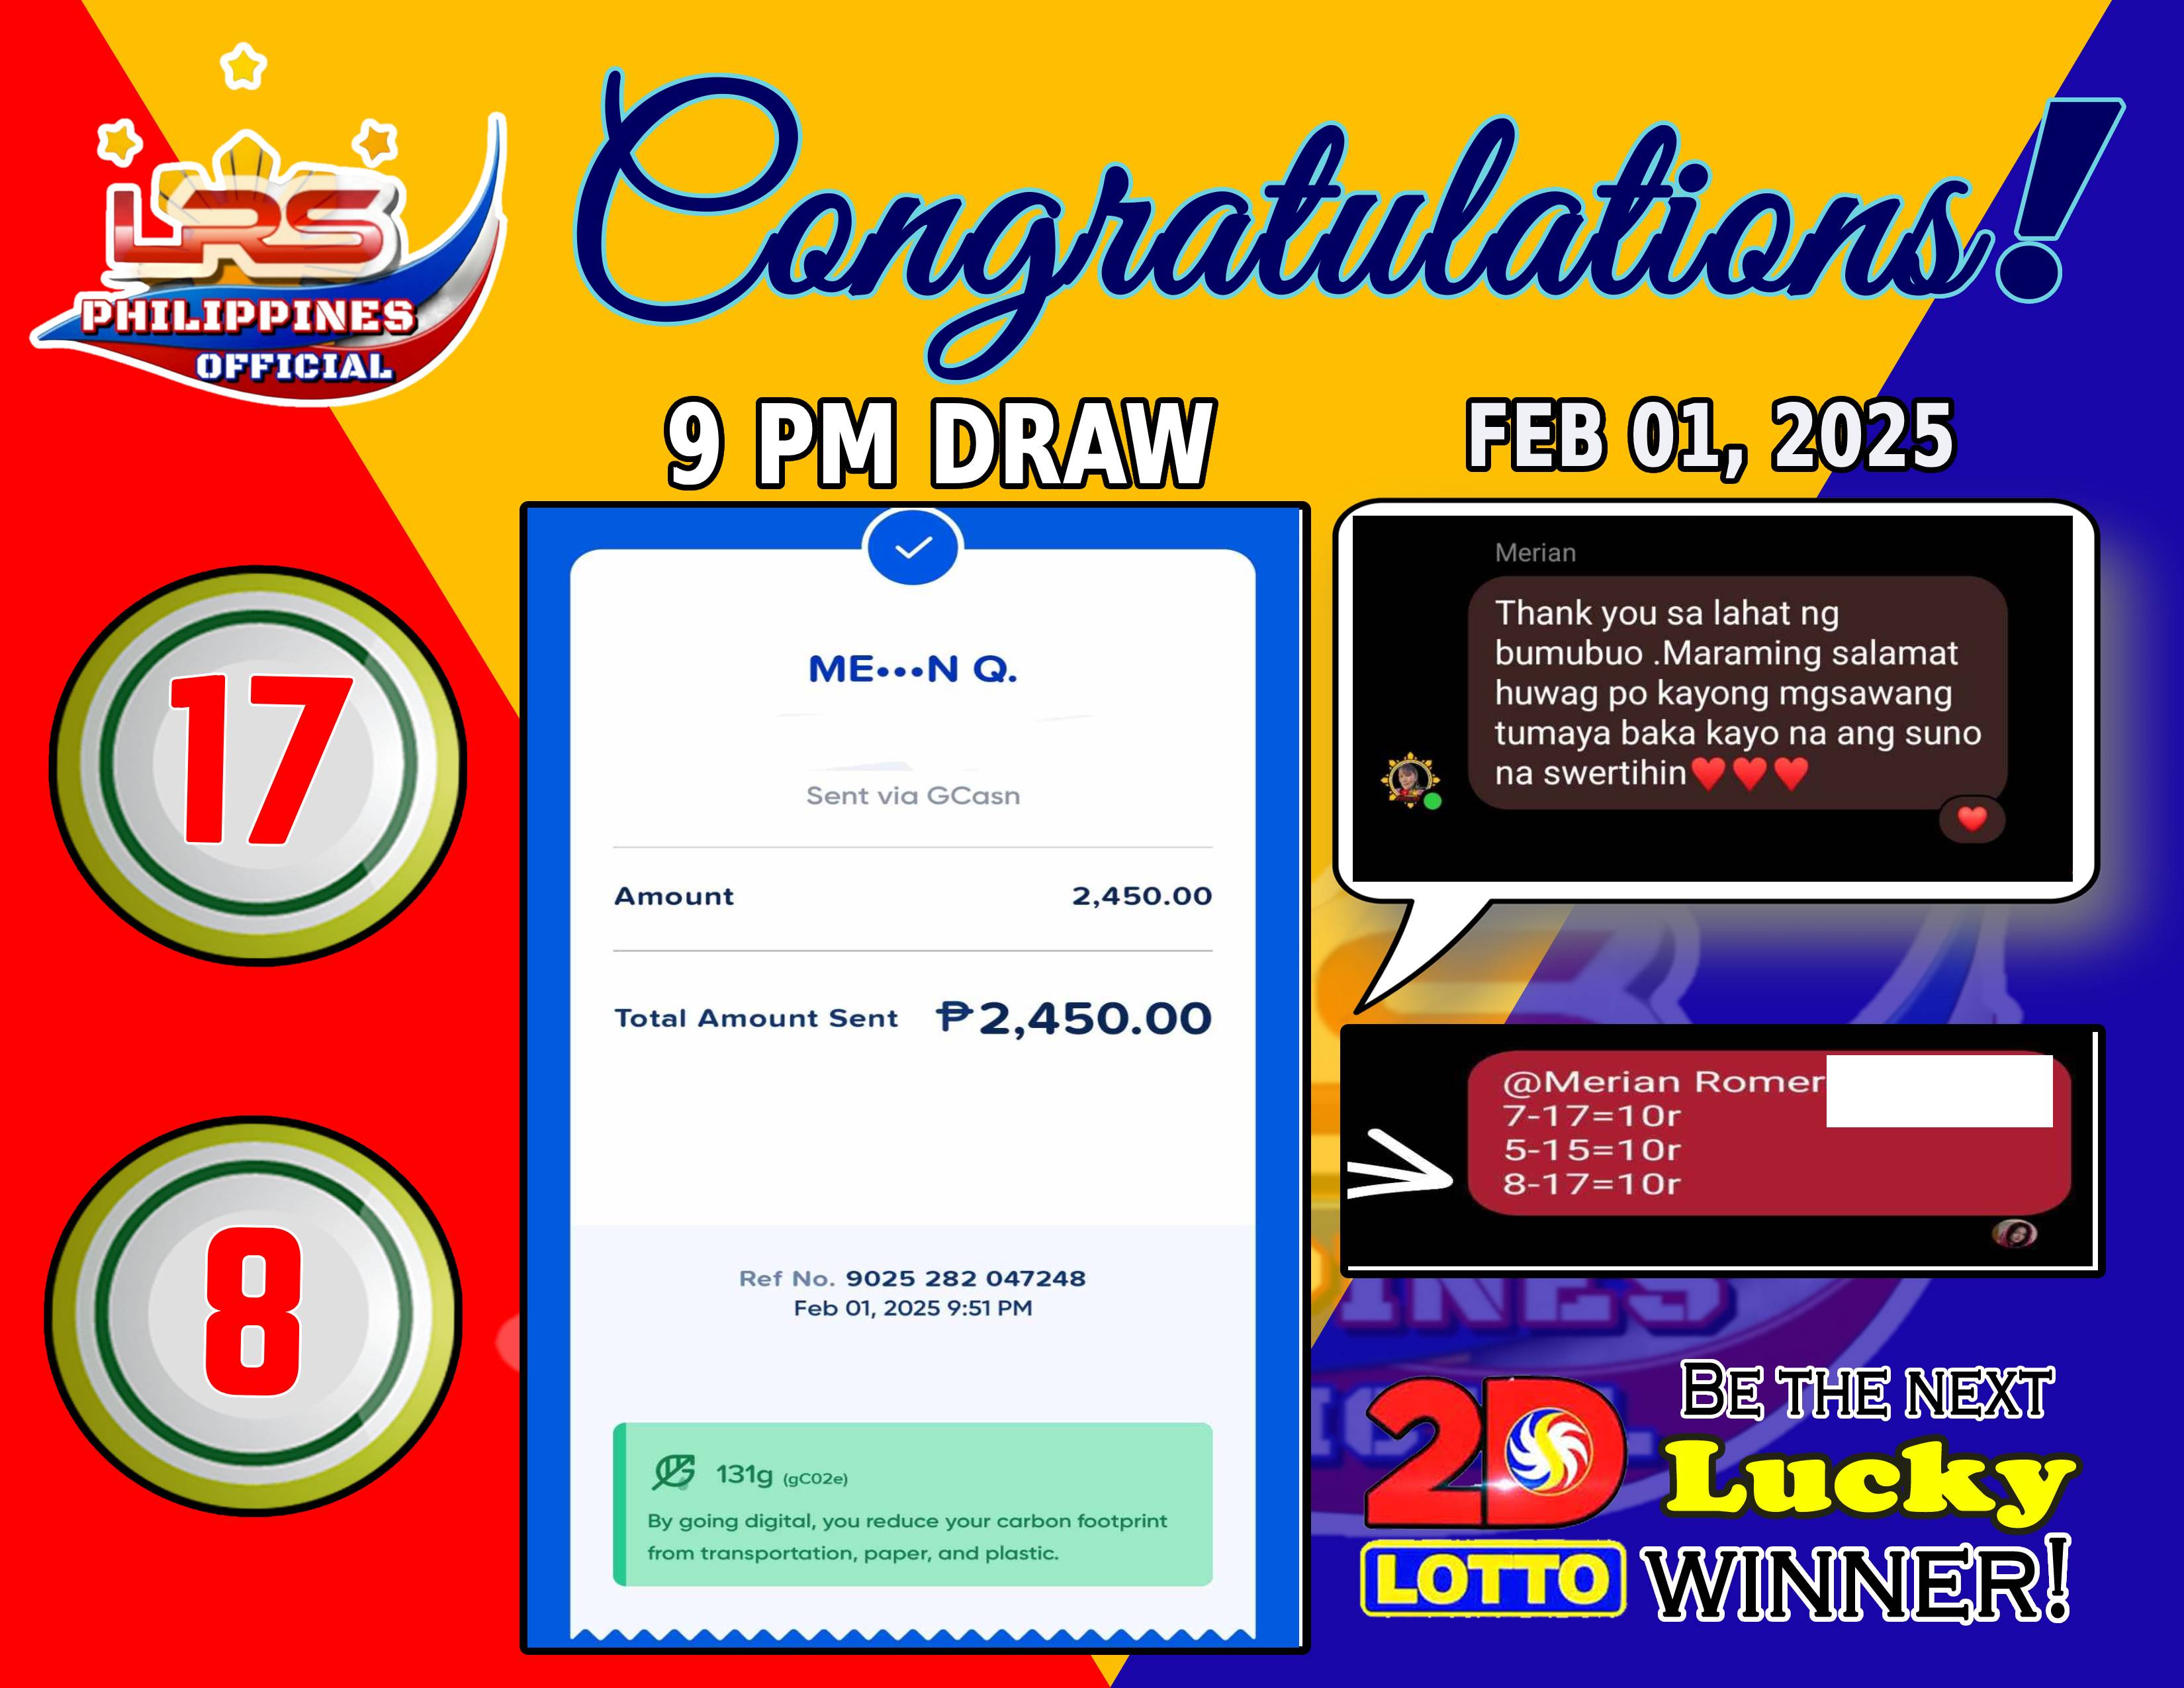 LRS
PHILIPPINES
OFFICIAL
Congratulations!
9 PM DRAW
FEB 01, 2025
17
8
ME•••N Q.
Sent via GCasn
Amount 2,450.00
Total Amount Sent ₱2,450.00
Ref No. 9025 282 047248
Feb 01, 2025 9:51 PM
131g (gC02e)
By going digital, you reduce your carbon footprint
from transportation, paper, and plastic.
Merian
Thank you sa lahat ng
bumubuo .Maraming salamat
huwag po kayong mgsawang
tumaya baka kayo na ang suno
na swertihin❤️❤️❤️
@Merian Romer
7-17=10r
5-15=10r
8-17=10r
2D
LOTTO
BE THE NEXT
Lucky
WINNER!